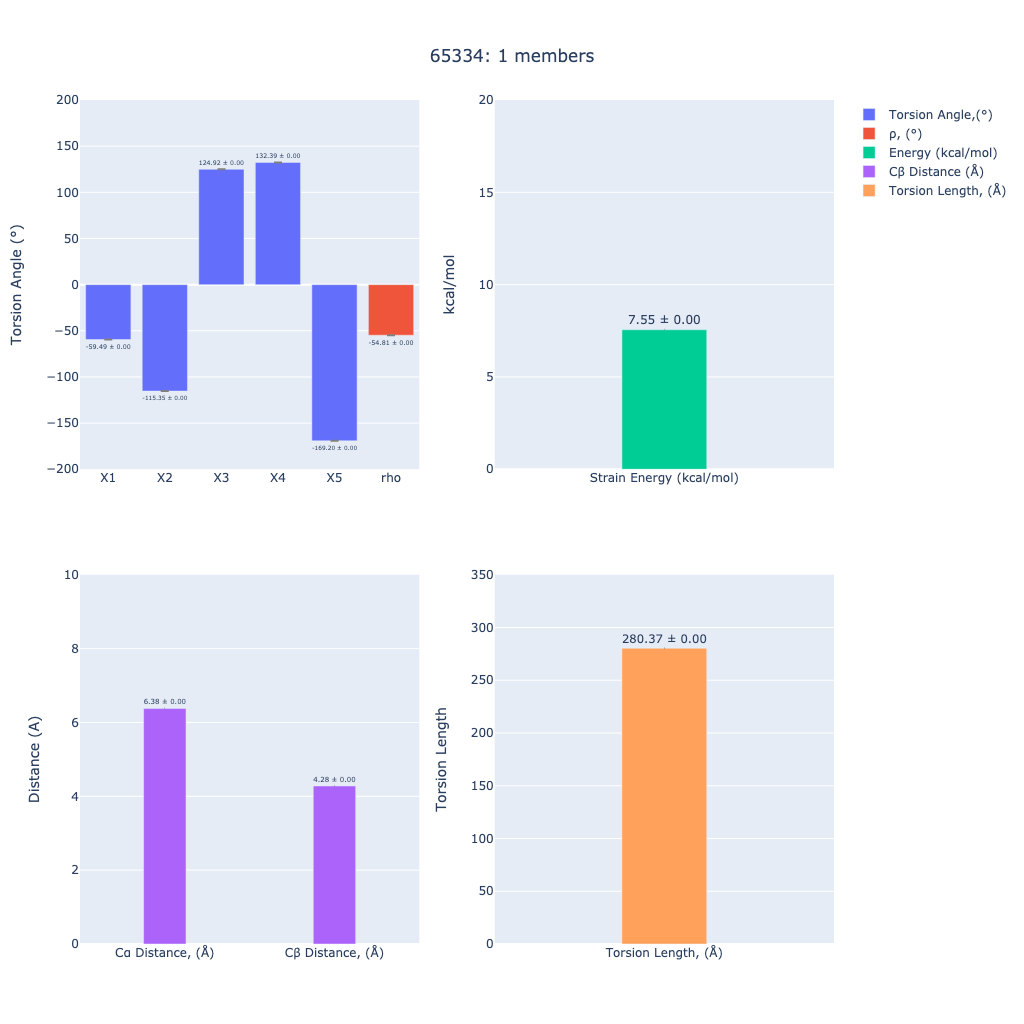 65334: 1 members
Torsion Angle (°)
200
150
100
50
0
−50
−100
−150
−200
-59.49 ± 0.00
-115.35 ± 0.00
124.92 ± 0.00
132.39 ± 0.00
-169.20 ± 0.00
-54.81 ± 0.00
X1 X2 X3 X4 X5 rho
kcal/mol
20
15
10
5
0
7.55 ± 0.00
Strain Energy (kcal/mol)
Torsion Angle,(°)
ρ, (°)
Energy (kcal/mol)
Cβ Distance (Å)
Torsion Length, (Å)
Distance (A)
10
8
6
4
2
0
6.38 ± 0.00
4.28 ± 0.00
Cα Distance, (Å) Cβ Distance, (Å)
Torsion Length
350
300
250
200
150
100
50
0
280.37 ± 0.00
Torsion Length, (Å)